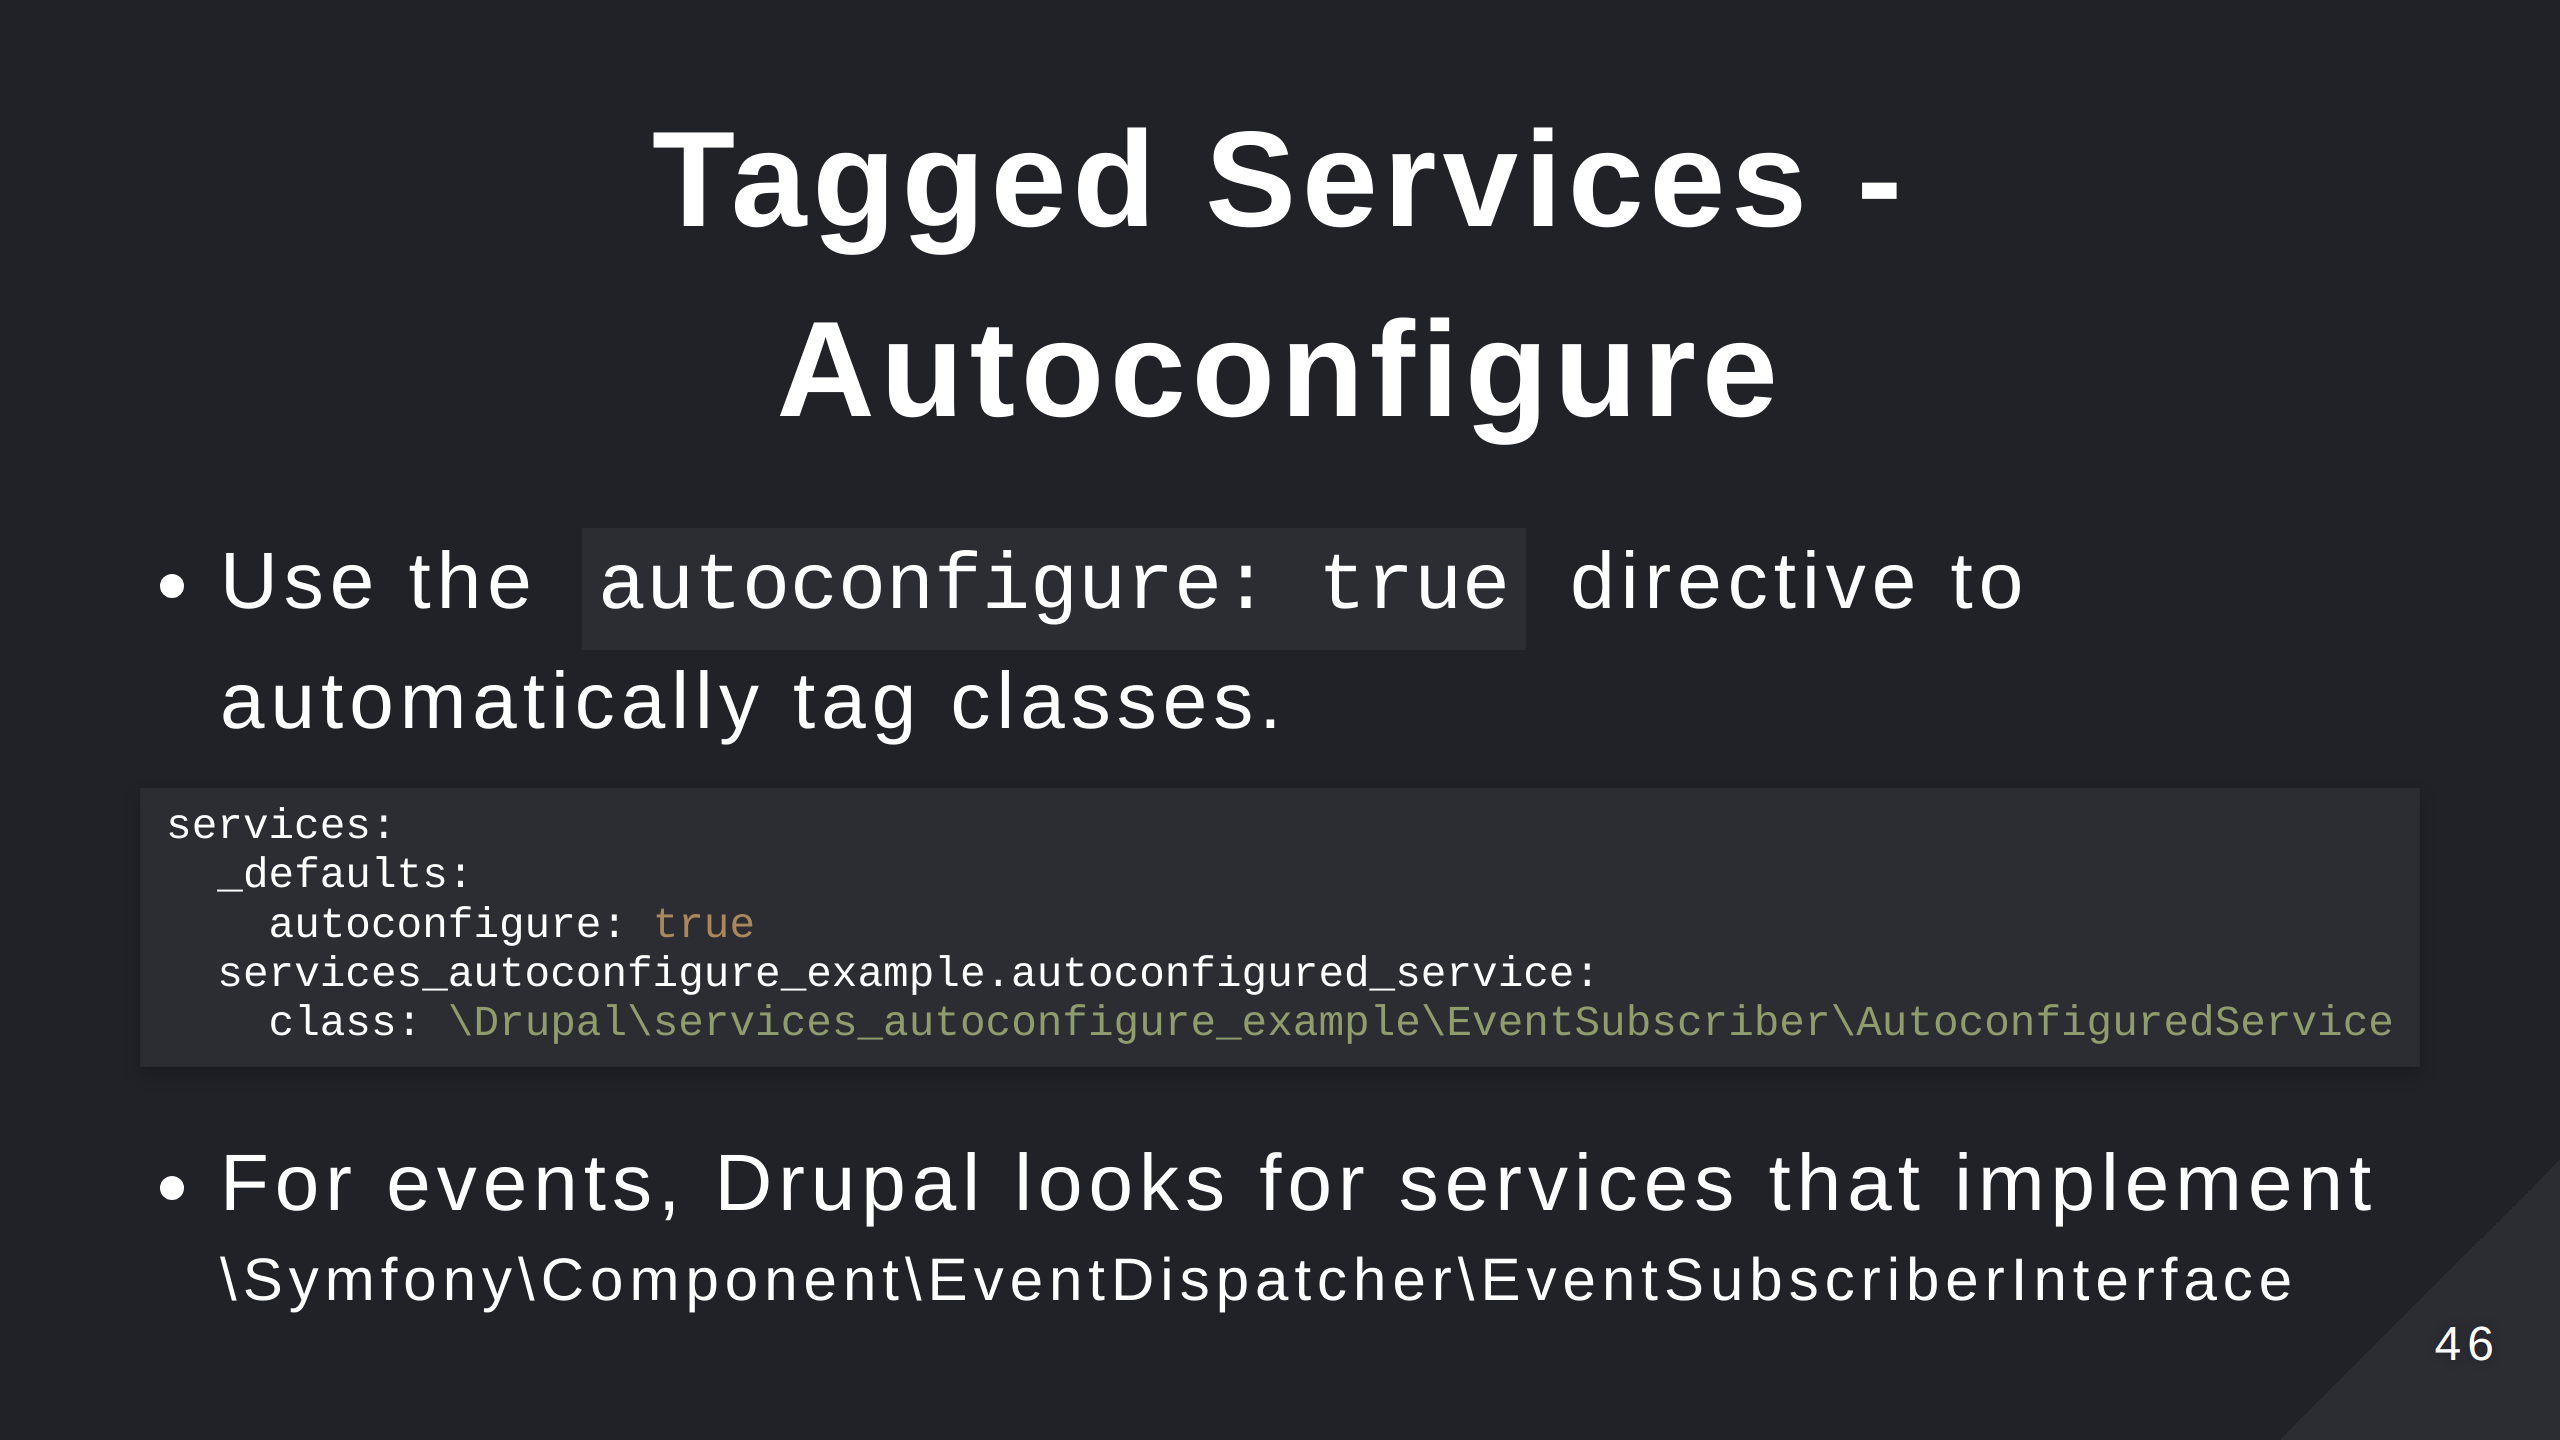 Tagged Services -
Autoconfigure
• Use the autoconfigure: true directive to
automatically tag classes.
services:
  _defaults:
    autoconfigure: true
  services_autoconfigure_example.autoconfigured_service:
    class: \Drupal\services_autoconfigure_example\EventSubscriber\AutoconfiguredService
• For events, Drupal looks for services that implement
\Symfony\Component\EventDispatcher\EventSubscriberInterface
46